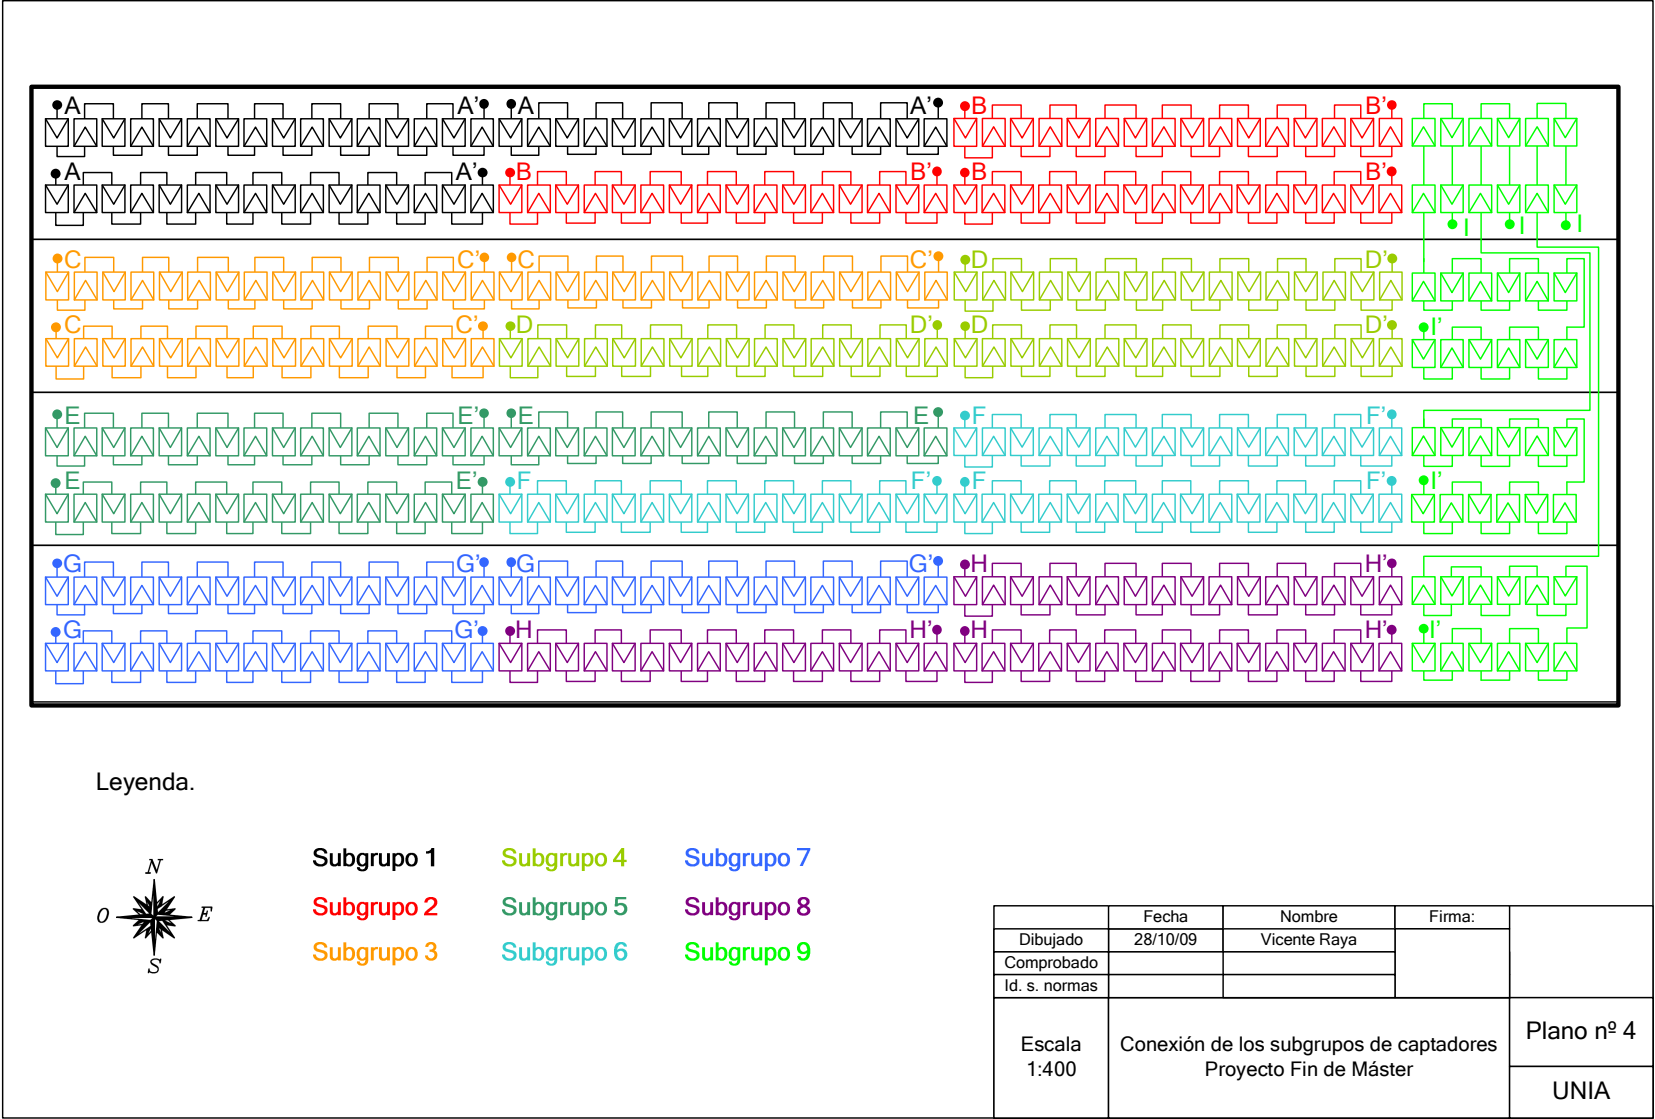 A A' A A' B B'
A A' B B' B B'
I I I
C C' C C' D D'
C C' D D' D D' I'
E E' E E F F'
E E' F F' F F' I'
G G' G G' H H'
G G' H H' H H' I'
Leyenda.
N
O E
S
Subgrupo 1 Subgrupo 4 Subgrupo 7
Subgrupo 2 Subgrupo 5 Subgrupo 8
Subgrupo 3 Subgrupo 6 Subgrupo 9
Fecha Nombre Firma:
Dibujado 28/10/09 Vicente Raya
Comprobado
Id. s. normas
Escala
1:400
Conexión de los subgrupos de captadores
Proyecto Fin de Máster
Plano nº 4
UNIA